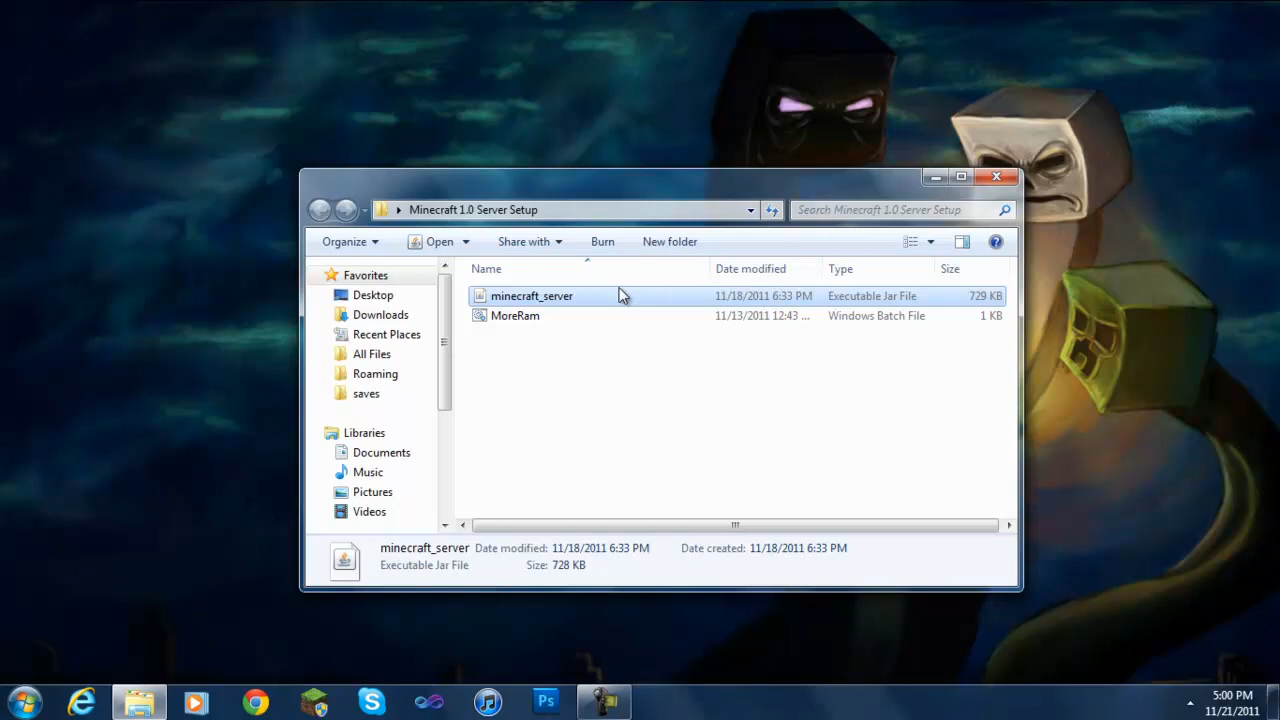 Minecraft 1.0 Server Setup
Search Minecraft 1.0 Server Setup
Organize Open Share with Burn New folder
Favorites
Desktop
Downloads
Recent Places
All Files
Roaming
saves
Libraries
Documents
Music
Pictures
Videos
Name Date modified Type Size
minecraft_server 11/18/2011 6:33 PM Executable Jar File 729 KB
MoreRam 11/13/2011 12:43 ... Windows Batch File 1 KB
minecraft_server Date modified: 11/18/2011 6:33 PM Date created: 11/18/2011 6:33 PM
Executable Jar File Size: 728 KB
Ps
5:00 PM
11/21/2011